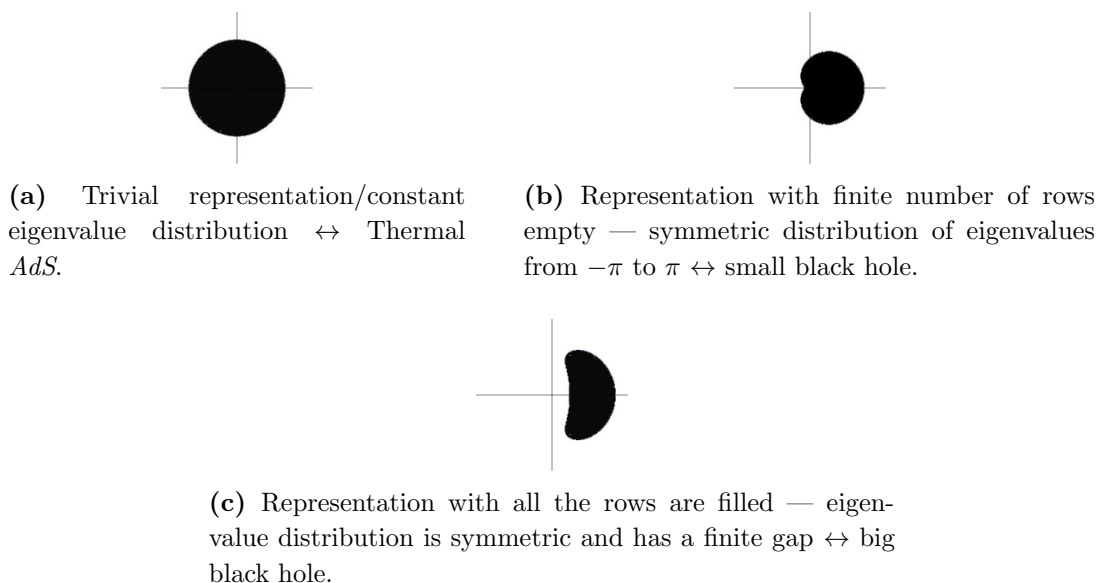 (a) Trivial representation/constant
eigenvalue distribution ↔ Thermal
AdS.
(b) Representation with finite number of rows
empty — symmetric distribution of eigenvalues
from −π to π ↔ small black hole.
(c) Representation with all the rows are filled — eigen-
value distribution is symmetric and has a finite gap ↔ big
black hole.